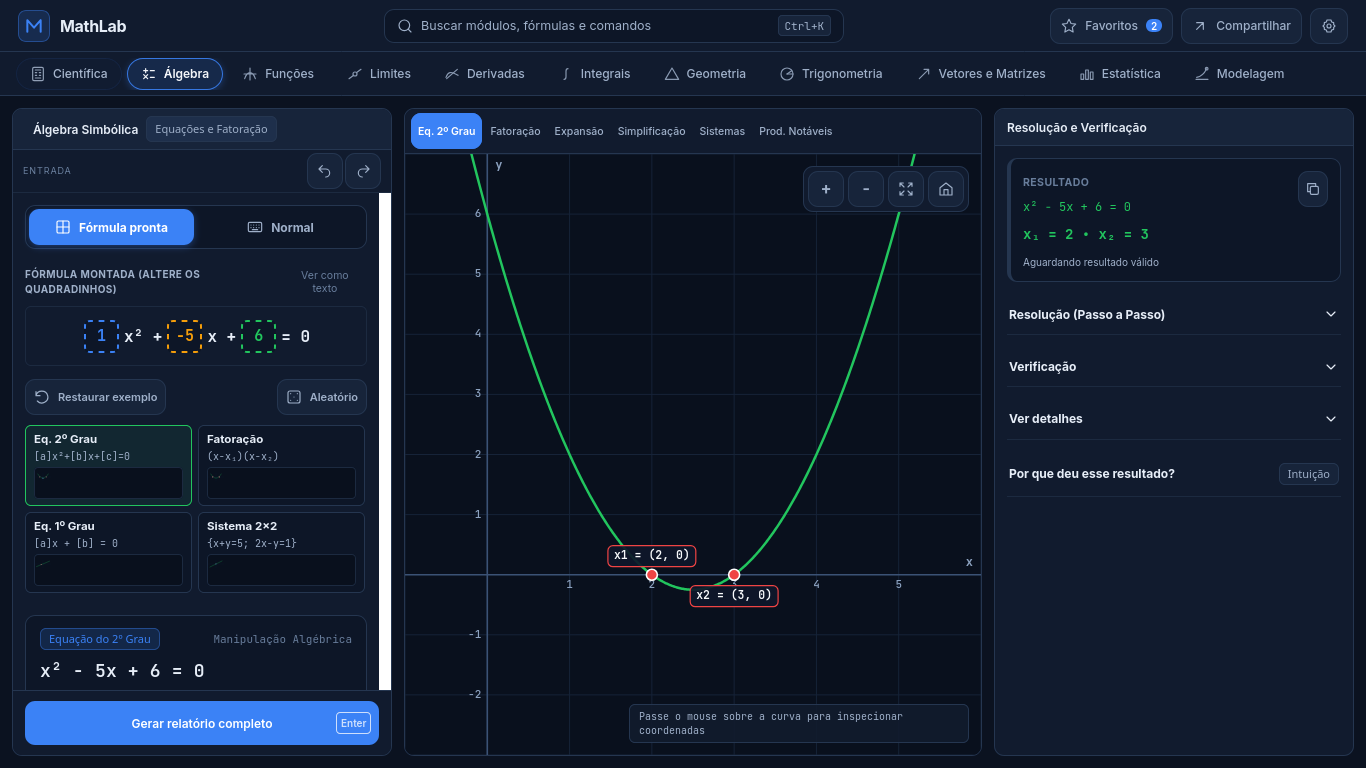 MathLab
Buscar módulos, fórmulas e comandos
Ctrl+K
Favoritos 2
Compartilhar
Científica
Álgebra
Funções
Limites
Derivadas
Integrais
Geometria
Trigonometria
Vetores e Matrizes
Estatística
Modelagem
Álgebra Simbólica
Equações e Fatoração
ENTRADA
Fórmula pronta
Normal
FÓRMULA MONTADA (ALTERE OS
QUADRADINHOS)
Ver como
texto
1 x² + -5 x + 6 = 0
Restaurar exemplo
Aleatório
Eq. 2º Grau
[a]x²+[b]x+[c]=0
Fatoração
(x-x₁)(x-x₂)
Eq. 1º Grau
[a]x + [b] = 0
Sistema 2×2
{x+y=5; 2x-y=1}
Equação do 2º Grau
Manipulação Algébrica
x² - 5x + 6 = 0
Gerar relatório completo
Enter
Eq. 2º Grau
Fatoração
Expansão
Simplificação
Sistemas
Prod. Notáveis
y
+
-
6
5
4
3
2
1
x1 = (2, 0)
x
1
2
3
4
5
x2 = (3, 0)
-1
-2
Passe o mouse sobre a curva para inspecionar
coordenadas
Resolução e Verificação
RESULTADO
x² - 5x + 6 = 0
x₁ = 2 • x₂ = 3
Aguardando resultado válido
Resolução (Passo a Passo)
Verificação
Ver detalhes
Por que deu esse resultado?
Intuição